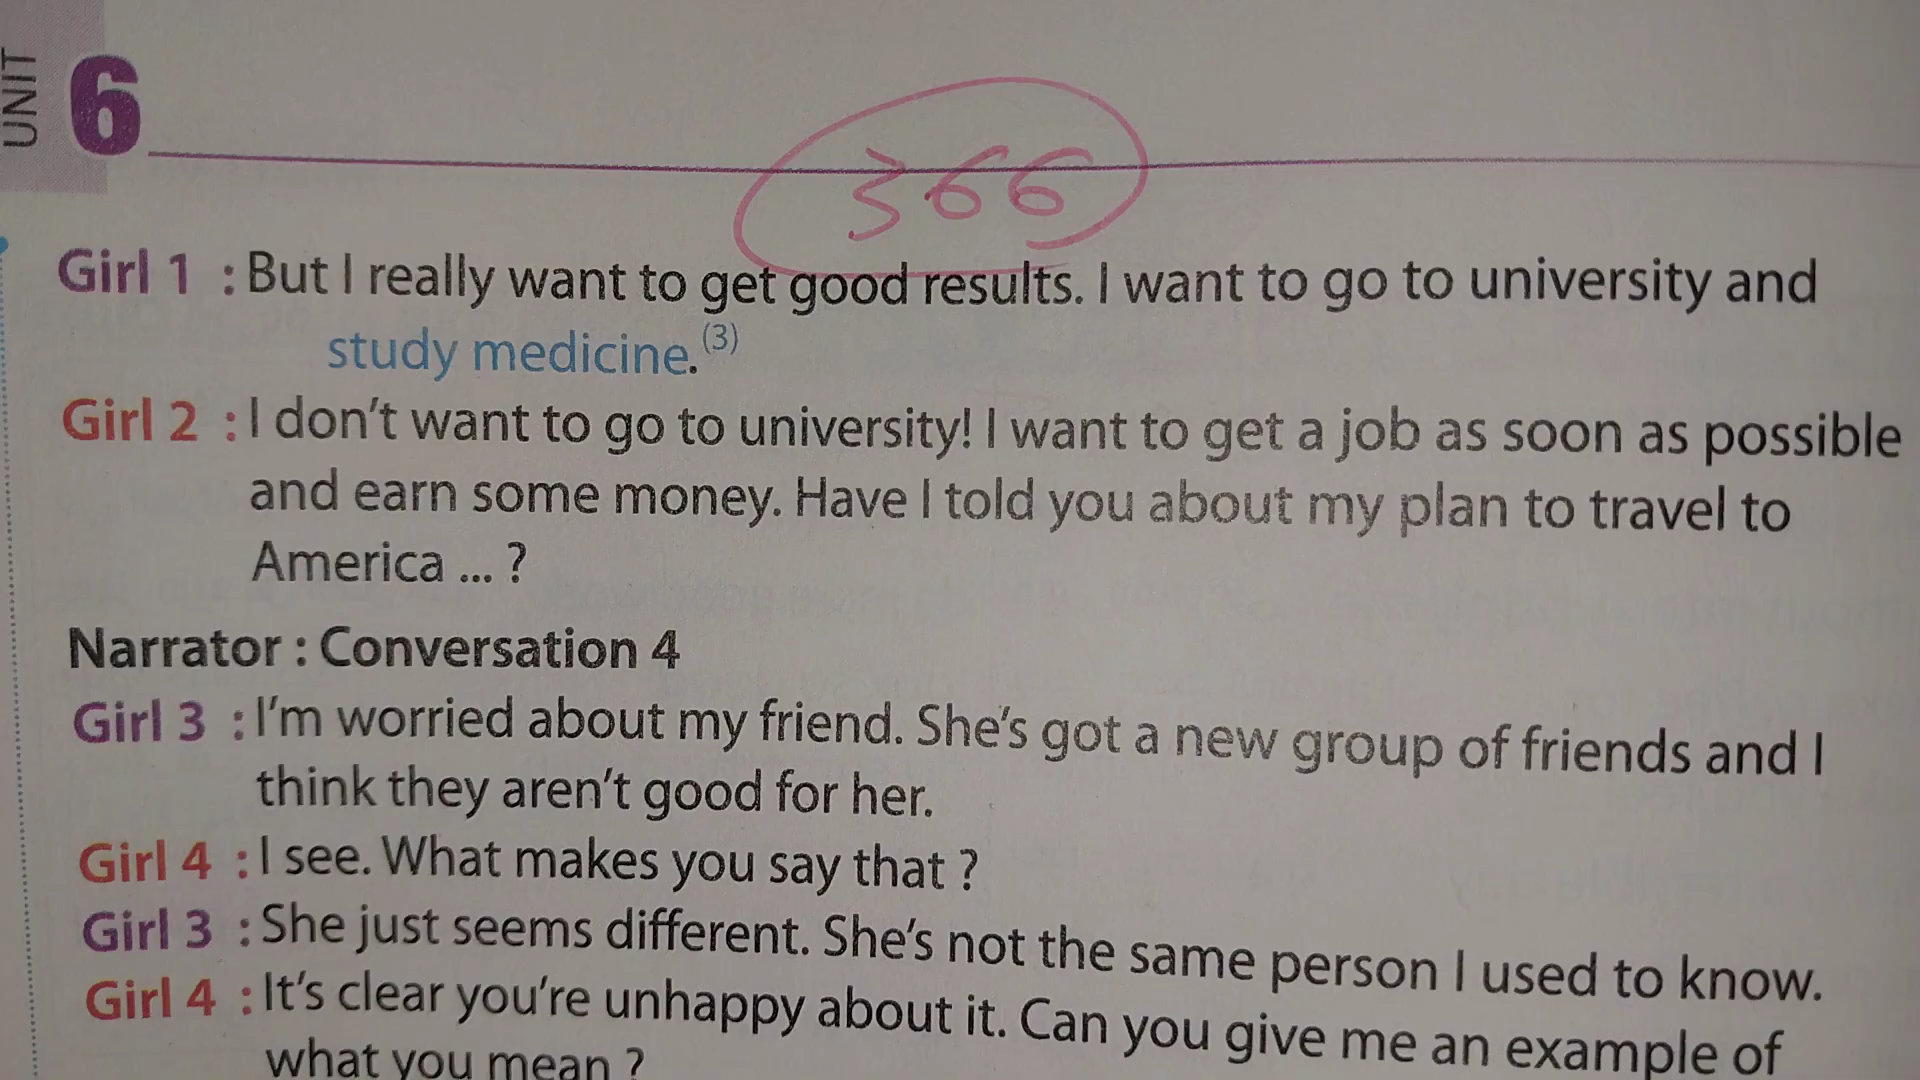 UNIT 6
366
Girl 1 : But I really want to get good results. I want to go to university and
study medicine.(3)
Girl 2 : I don't want to go to university! I want to get a job as soon as possible
and earn some money. Have I told you about my plan to travel to
America ... ?
Narrator : Conversation 4
Girl 3 : I'm worried about my friend. She's got a new group of friends and I
think they aren't good for her.
Girl 4 : I see. What makes you say that ?
Girl 3 : She just seems different. She's not the same person I used to know.
Girl 4 : It's clear you're unhappy about it. Can you give me an example of
what you mean ?